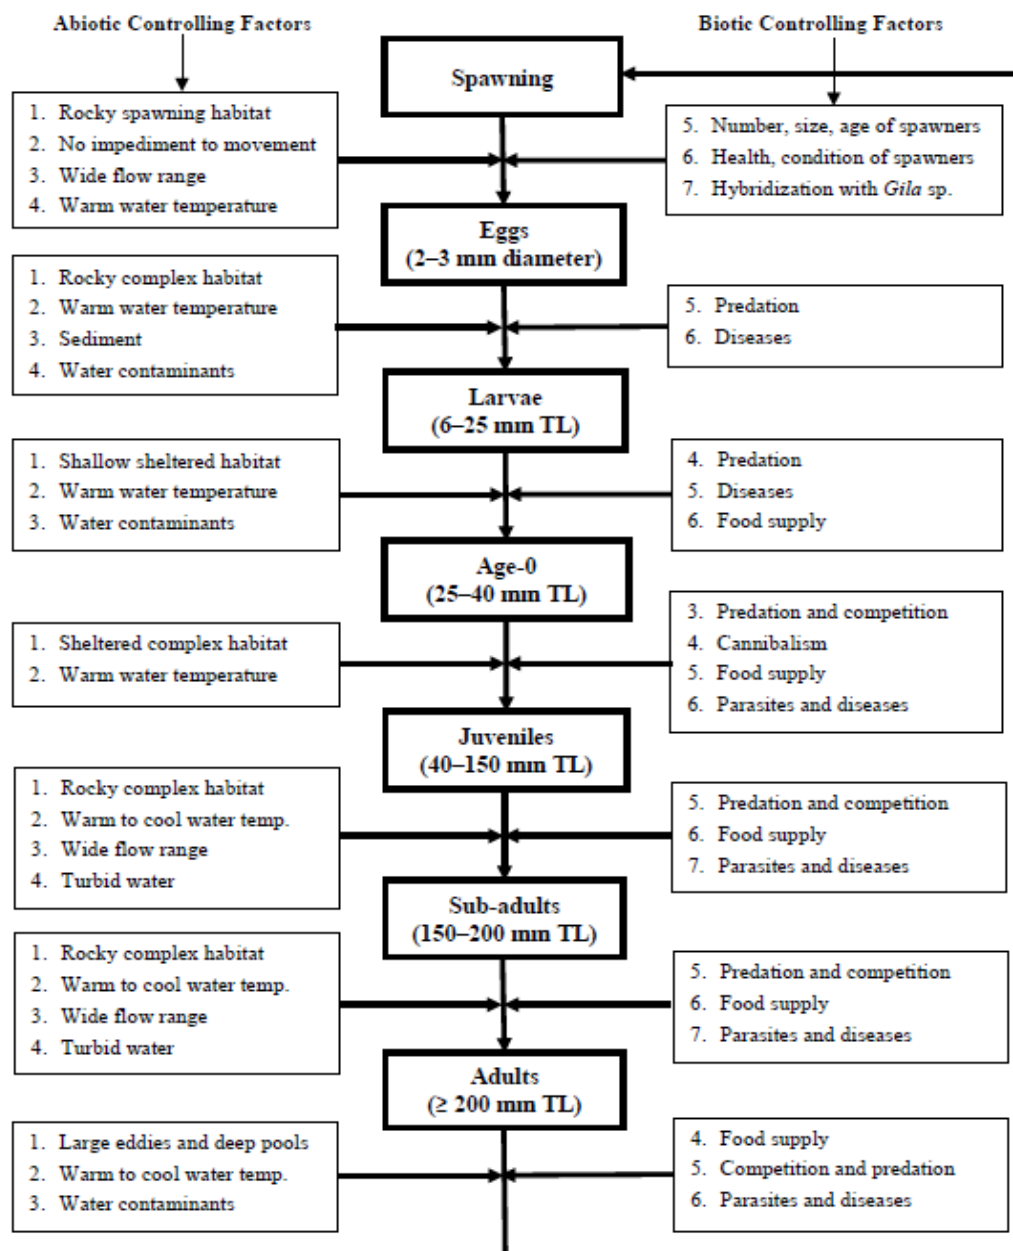 Abiotic Controlling Factors
Biotic Controlling Factors
Spawning
1. Rocky spawning habitat
2. No impediment to movement
3. Wide flow range
4. Warm water temperature
5. Number, size, age of spawners
6. Health, condition of spawners
7. Hybridization with Gila sp.
Eggs
(2–3 mm diameter)
1. Rocky complex habitat
2. Warm water temperature
3. Sediment
4. Water contaminants
5. Predation
6. Diseases
Larvae
(6–25 mm TL)
1. Shallow sheltered habitat
2. Warm water temperature
3. Water contaminants
4. Predation
5. Diseases
6. Food supply
Age-0
(25–40 mm TL)
1. Sheltered complex habitat
2. Warm water temperature
3. Predation and competition
4. Cannibalism
5. Food supply
6. Parasites and diseases
Juveniles
(40–150 mm TL)
1. Rocky complex habitat
2. Warm to cool water temp.
3. Wide flow range
4. Turbid water
5. Predation and competition
6. Food supply
7. Parasites and diseases
Sub-adults
(150–200 mm TL)
1. Rocky complex habitat
2. Warm to cool water temp.
3. Wide flow range
4. Turbid water
5. Predation and competition
6. Food supply
7. Parasites and diseases
Adults
(≥ 200 mm TL)
1. Large eddies and deep pools
2. Warm to cool water temp.
3. Water contaminants
4. Food supply
5. Competition and predation
6. Parasites and diseases